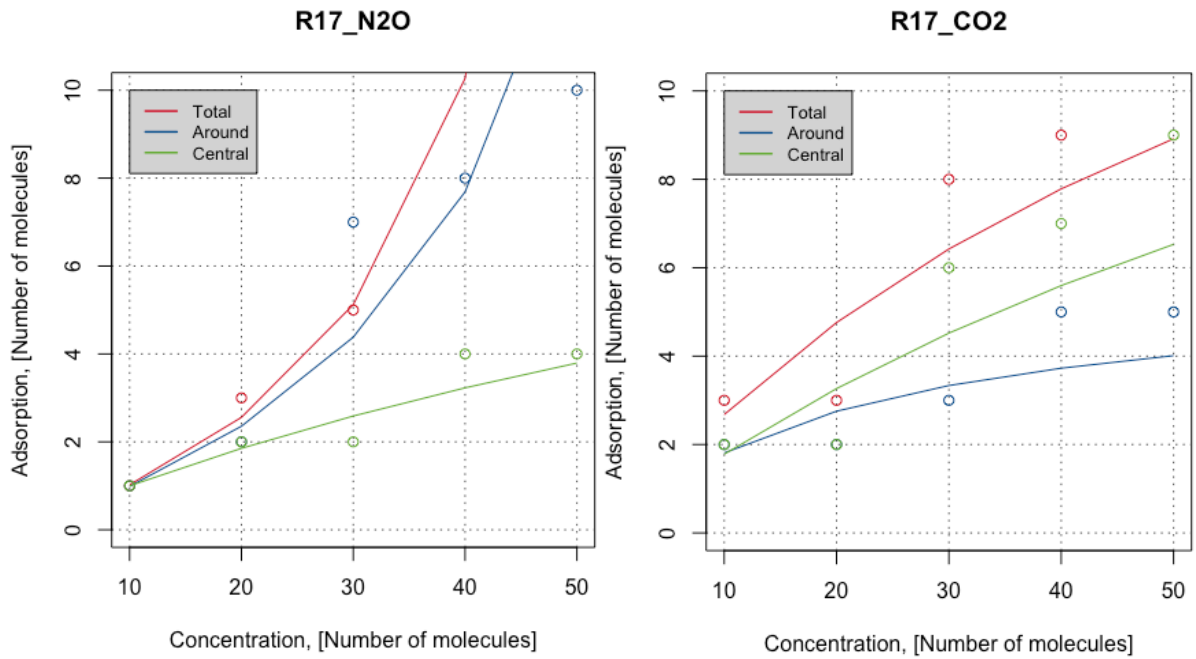 R17_N2O
Adsorption, [Number of molecules]
10
8
6
4
2
0
Total
Around
Central
10 20 30 40 50
Concentration, [Number of molecules]
R17_CO2
Adsorption, [Number of molecules]
10
8
6
4
2
0
Total
Around
Central
10 20 30 40 50
Concentration, [Number of molecules]